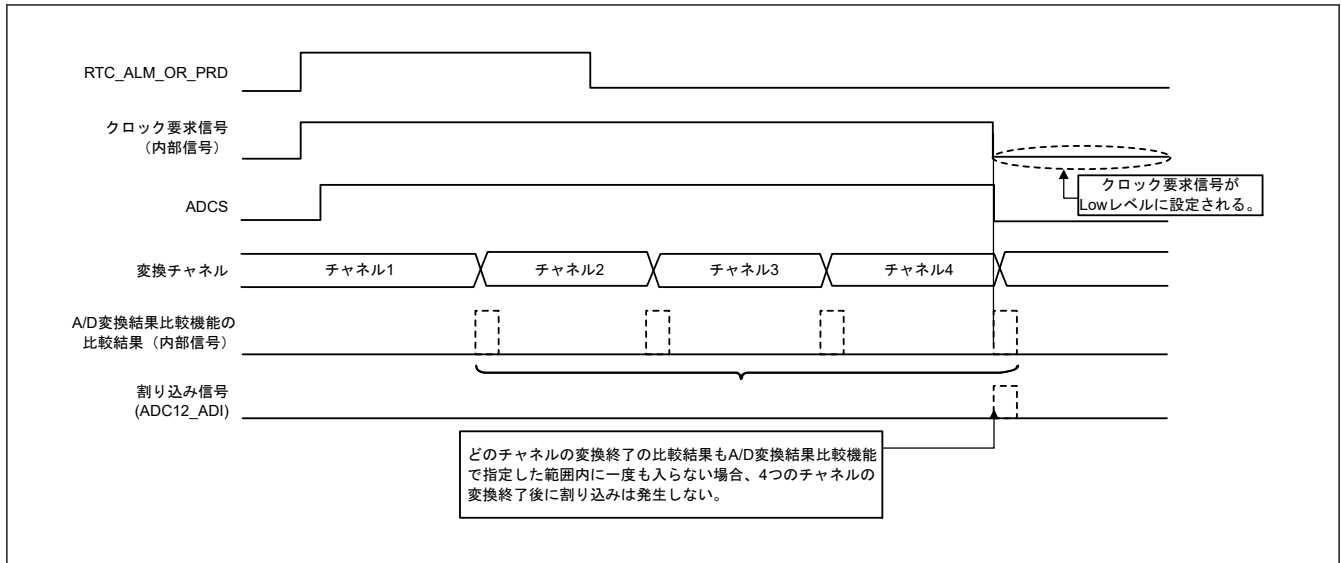 RTC_ALM_OR_PRD
クロック要求信号
（内部信号）
クロック要求信号が
Lowレベルに設定される。
ADCS
変換チャネル
チャネル1
チャネル2
チャネル3
チャネル4
A/D変換結果比較機能の
比較結果（内部信号）
割り込み信号
(ADC12_ADI)
どのチャネルの変換終了の比較結果もA/D変換結果比較機能
で指定した範囲内に一度も入らない場合、4つのチャネルの
変換終了後に割り込みは発生しない。